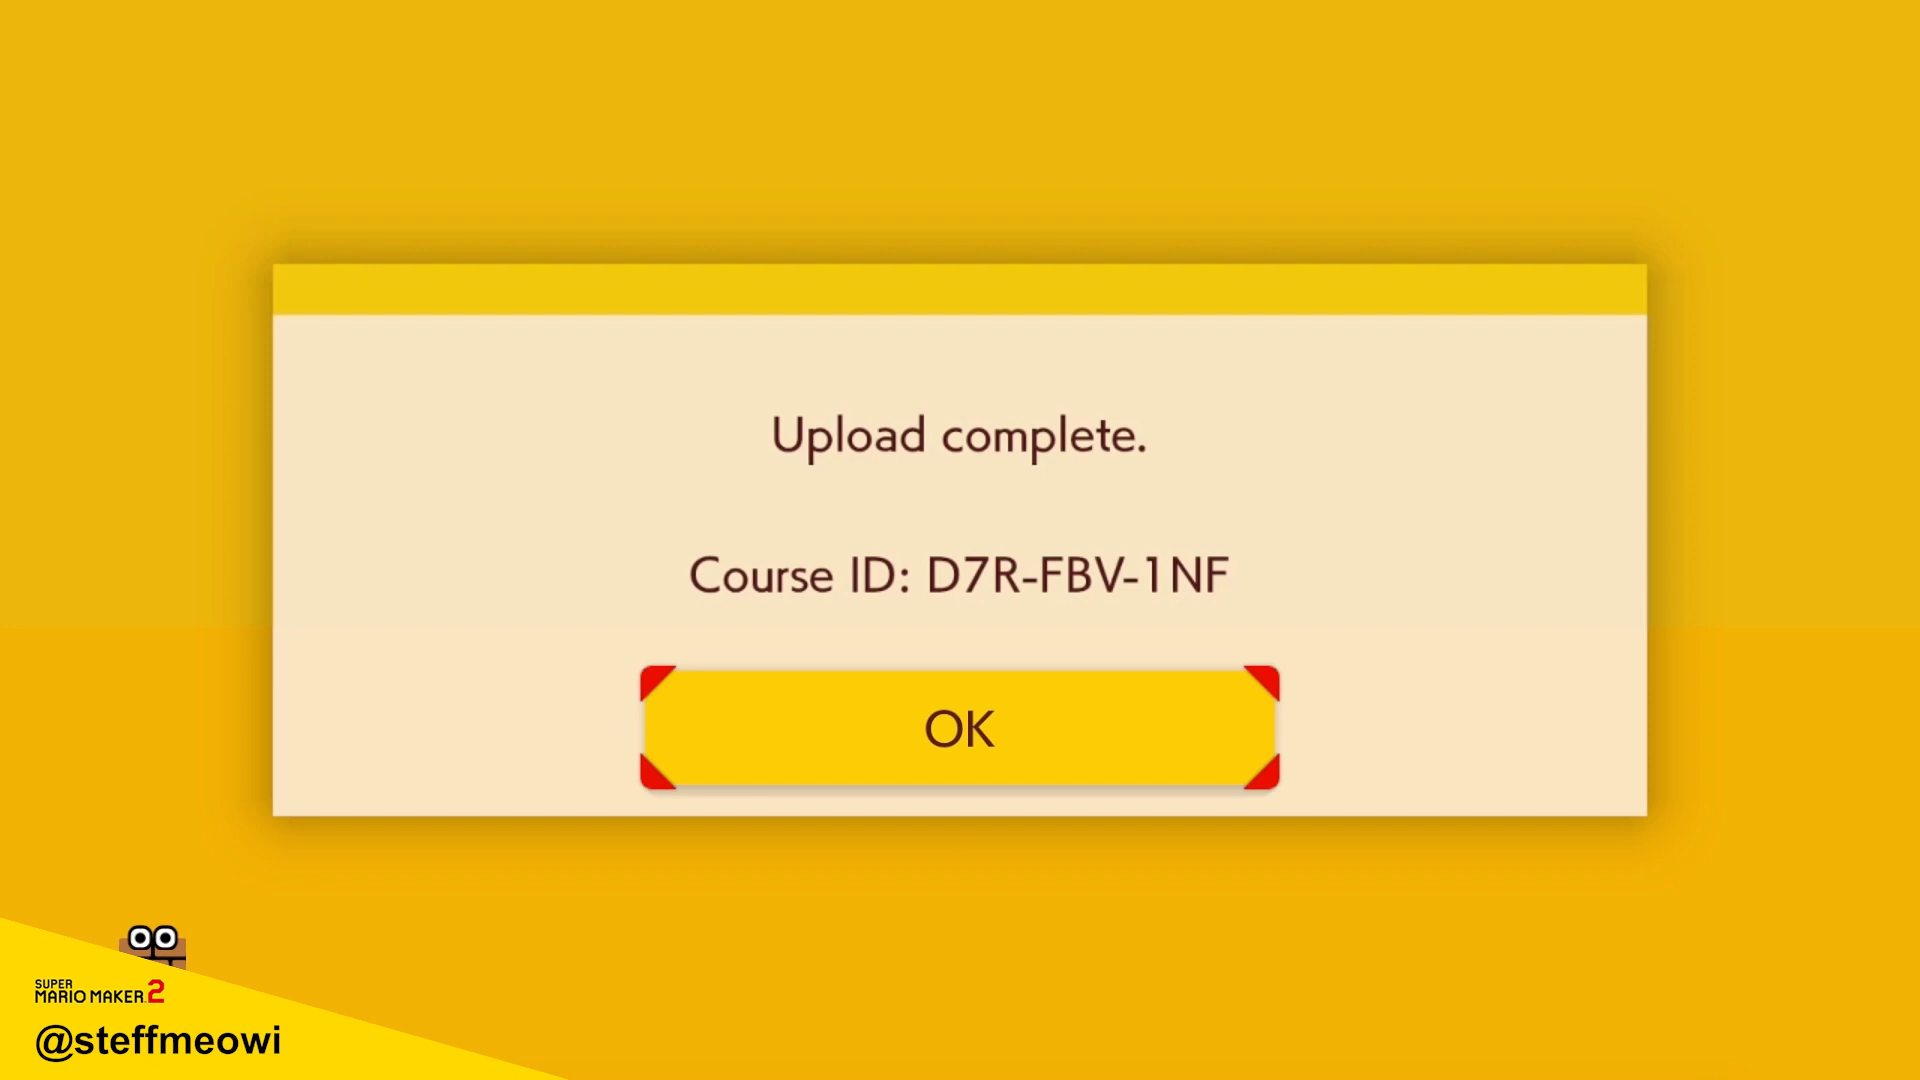 Upload complete.
Course ID: D7R-FBV-1NF
OK
SUPER
MARIO MAKER 2
@steffmeowi